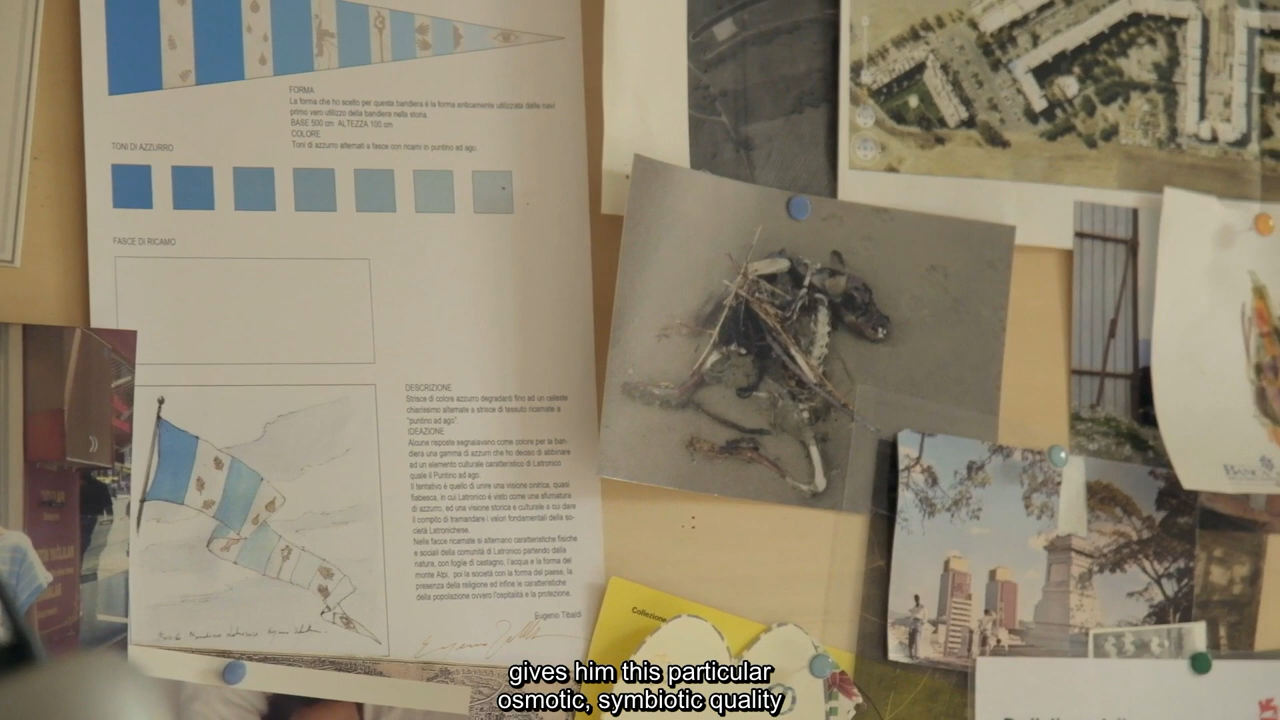 FORMA
La forma che ho scelto per questa bandiera è la forma anticamente utilizzata dalle navi
primo vero utilizzo della bandiera nella storia.
BASE 500 cm ALTEZZA 100 cm
COLORE
Toni di azzurro alternati a fasce con ricami in puntino ad ago.
TONI DI AZZURRO
FASCE DI RICAMO
DESCRIZIONE
Strisce di colore azzurro degradanti fino ad un celeste
chiarissimo alternate a strisce di tessuto ricamate a
"puntino ad ago".
IDEAZIONE
Alcune risposte segnalavano come colore per la ban-
diera una gamma di azzurri che ho deciso di abbinare
ad un elemento culturale caratteristico di Latronico
quale il Puntino ad ago.
Il tentativo è quello di unire una visione onirica, quasi
fiabesca, in cui Latronico è visto come una sfumatura
di azzurro, ed una visione storica e culturale a cui dare
il compito di tramandare i valori fondamentali della so-
cietà Latronichese.
Nelle fasce ricamate si alternano caratteristiche fisiche
e sociali della comunità di Latronico partendo dalla
natura, con foglie di castagno, l'acqua e la forma del
monte Alpi, poi la società con la forma del paese, la
presenza della religione ed infine le caratteristiche
della popolazione ovvero l'ospitalità e la protezione.
Eugenio Tibaldi
Collezione
gives him this particular
osmotic, symbiotic quality